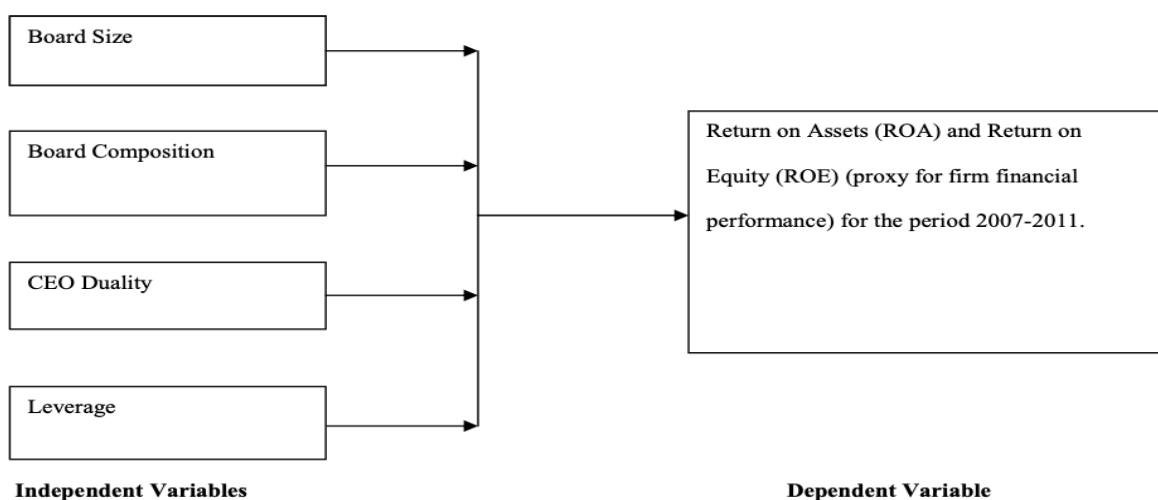 Board Size
Board Composition
CEO Duality
Leverage
Independent Variables
Return on Assets (ROA) and Return on
Equity (ROE) (proxy for firm financial
performance) for the period 2007-2011.
Dependent Variable